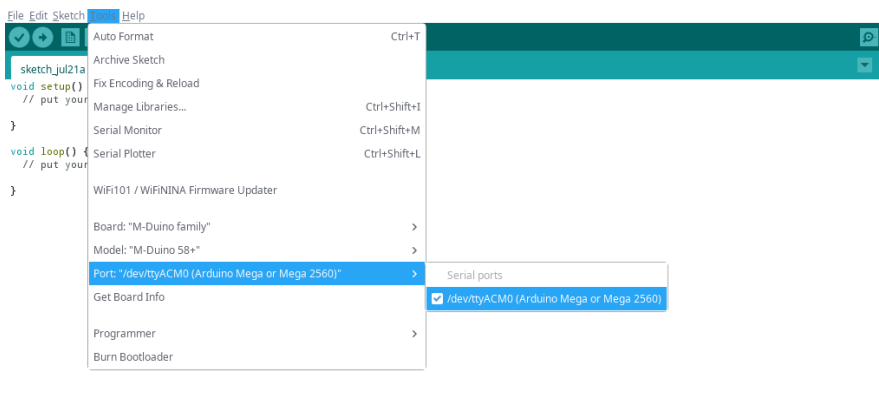 File Edit Sketch Tools Help
sketch_jul21a
void setup()
// put your
}
void loop() {
// put your
}
Auto Format Ctrl+T
Archive Sketch
Fix Encoding & Reload
Manage Libraries... Ctrl+Shift+I
Serial Monitor Ctrl+Shift+M
Serial Plotter Ctrl+Shift+L
WiFi101 / WiFiNINA Firmware Updater
Board: "M-Duino family"
Model: "M-Duino 58+"
Port: "/dev/ttyACM0 (Arduino Mega or Mega 2560)"
Get Board Info
Programmer
Burn Bootloader
Serial ports
/dev/ttyACM0 (Arduino Mega or Mega 2560)